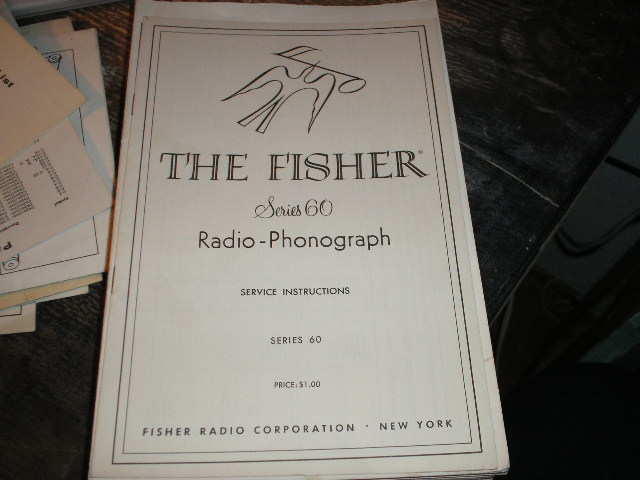 THE FISHER®
Series 60
Radio-Phonograph
SERVICE INSTRUCTIONS
SERIES 60
PRICE: $1.00
FISHER RADIO CORPORATION · NEW YORK